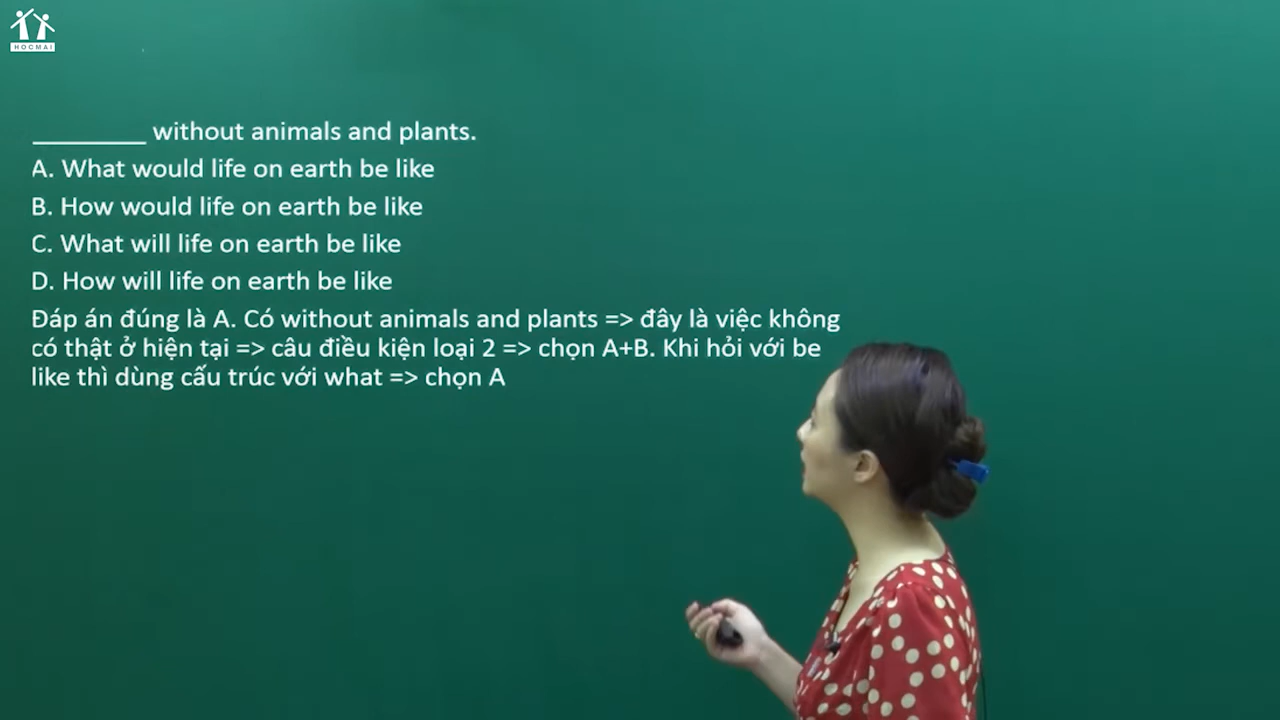 HOCMAI
________ without animals and plants.
A. What would life on earth be like
B. How would life on earth be like
C. What will life on earth be like
D. How will life on earth be like
Đáp án đúng là A. Có without animals and plants => đây là việc không
có thật ở hiện tại => câu điều kiện loại 2 => chọn A+B. Khi hỏi với be
like thì dùng cấu trúc với what => chọn A